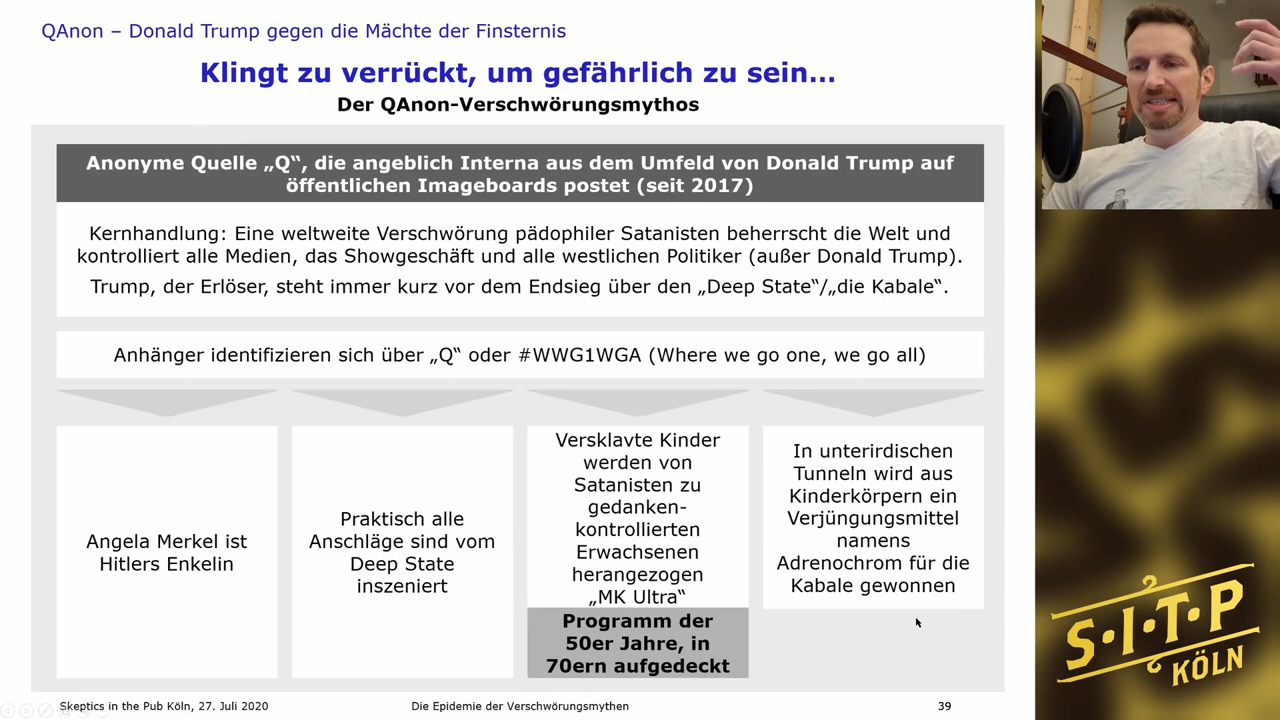 QAnon – Donald Trump gegen die Mächte der Finsternis
Klingt zu verrückt, um gefährlich zu sein...
Der QAnon-Verschwörungsmythos
Anonyme Quelle „Q“, die angeblich Interna aus dem Umfeld von Donald Trump auf
öffentlichen Imageboards postet (seit 2017)
Kernhandlung: Eine weltweite Verschwörung pädophiler Satanisten beherrscht die Welt und
kontrolliert alle Medien, das Showgeschäft und alle westlichen Politiker (außer Donald Trump).
Trump, der Erlöser, steht immer kurz vor dem Endsieg über den „Deep State“/„die Kabale“.
Anhänger identifizieren sich über „Q“ oder #WWG1WGA (Where we go one, we go all)
Angela Merkel ist
Hitlers Enkelin
Praktisch alle
Anschläge sind vom
Deep State
inszeniert
Versklavte Kinder
werden von
Satanisten zu
gedanken-
kontrollierten
Erwachsenen
herangezogen
„MK Ultra“
Programm der
50er Jahre, in
70ern aufgedeckt
In unterirdischen
Tunneln wird aus
Kinderkörpern ein
Verjüngungsmittel
namens
Adrenochrom für die
Kabale gewonnen
Skeptics in the Pub Köln, 27. Juli 2020
Die Epidemie der Verschwörungsmythen
39
S·I·T·P
KÖLN